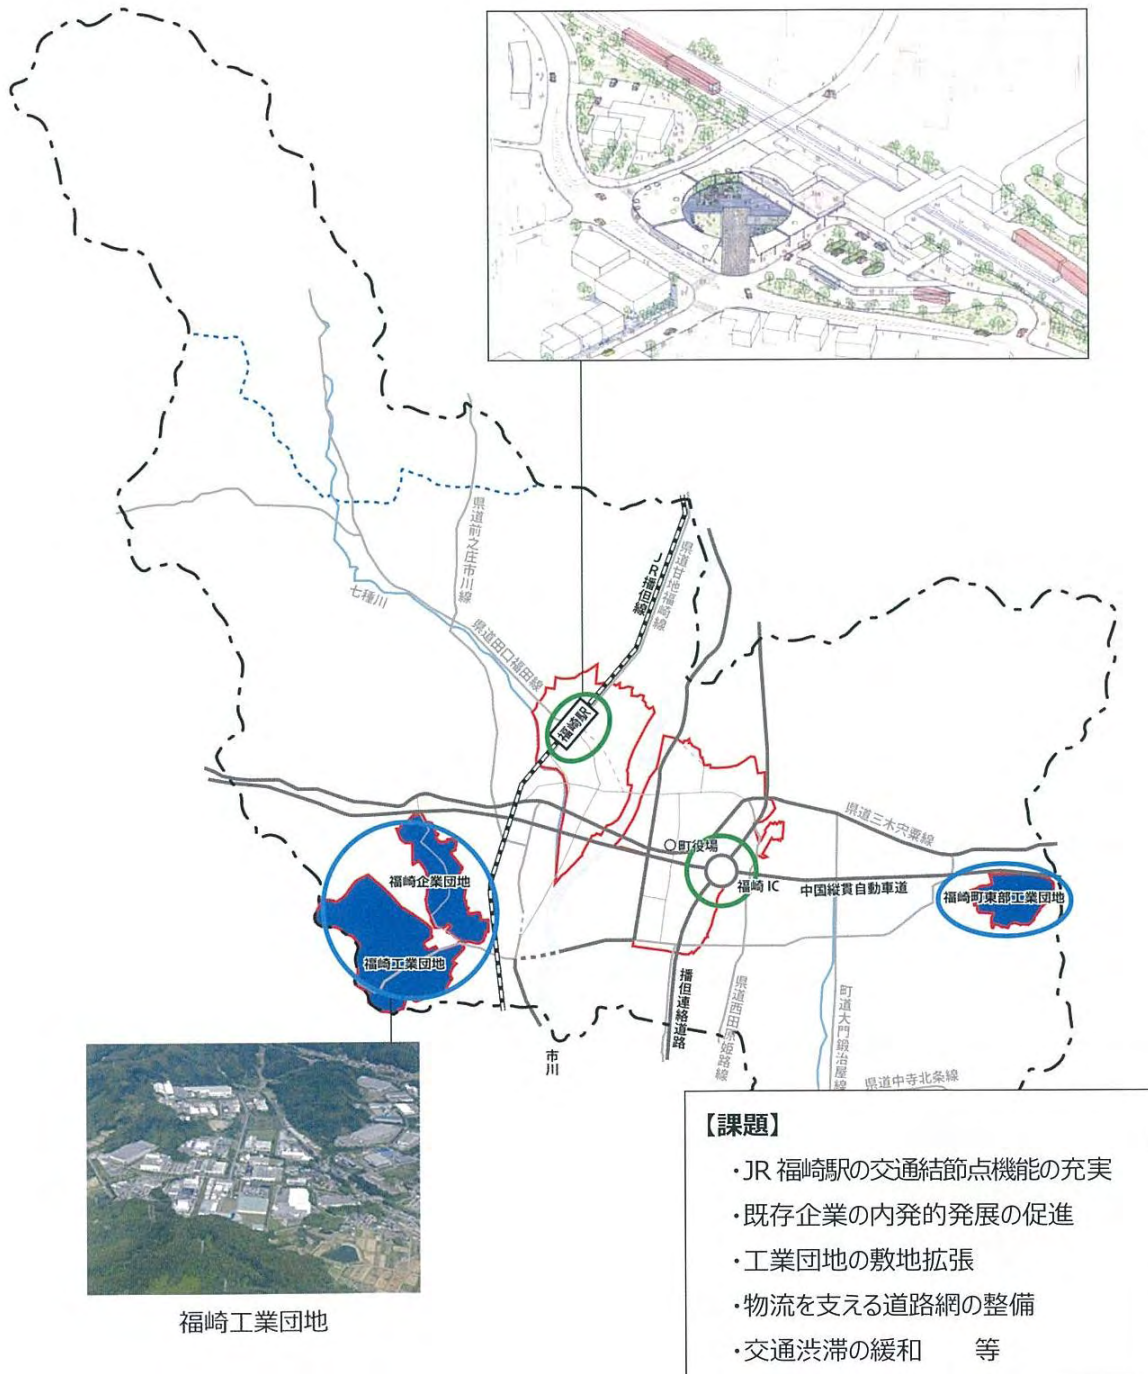 県道前之庄市川線
JR播但線
県道甘地福崎線
七種川
県道田口福田線
福崎駅
県道三木宍粟線
町役場
福崎IC
中国縦貫自動車道
福崎企業団地
福崎町東部工業団地
福崎工業団地
播但連絡道路
県道西田原姫路線
町道大門鍛治屋線
市川
県道中寺北条線
【課題】
・JR福崎駅の交通結節点機能の充実
・既存企業の内発的発展の促進
・工業団地の敷地拡張
・物流を支える道路網の整備
・交通渋滞の緩和　　等
福崎工業団地